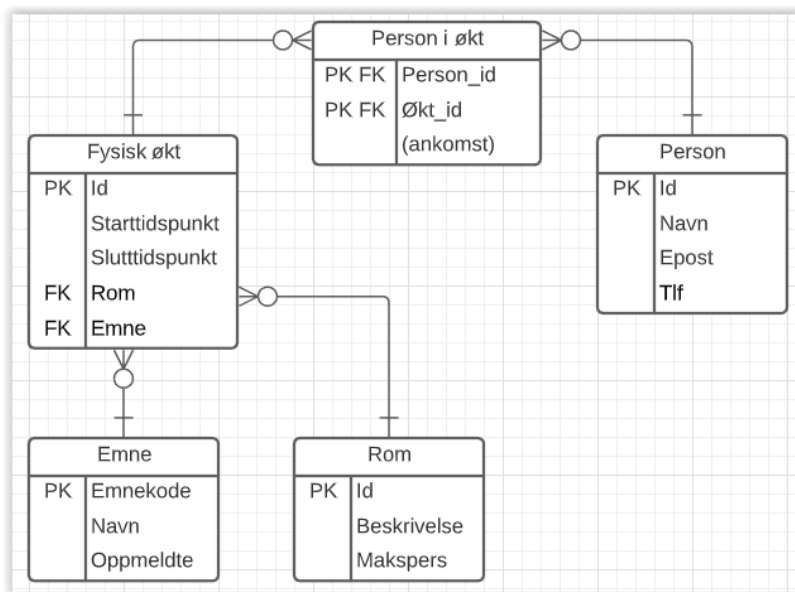 Person i økt
PK FK Person_id
PK FK Økt_id
(ankomst)
Fysisk økt
PK Id
Starttidspunkt
Slutttidspunkt
FK Rom
FK Emne
Person
PK Id
Navn
Epost
Tlf
Emne
PK Emnekode
Navn
Oppmeldte
Rom
PK Id
Beskrivelse
Makspers